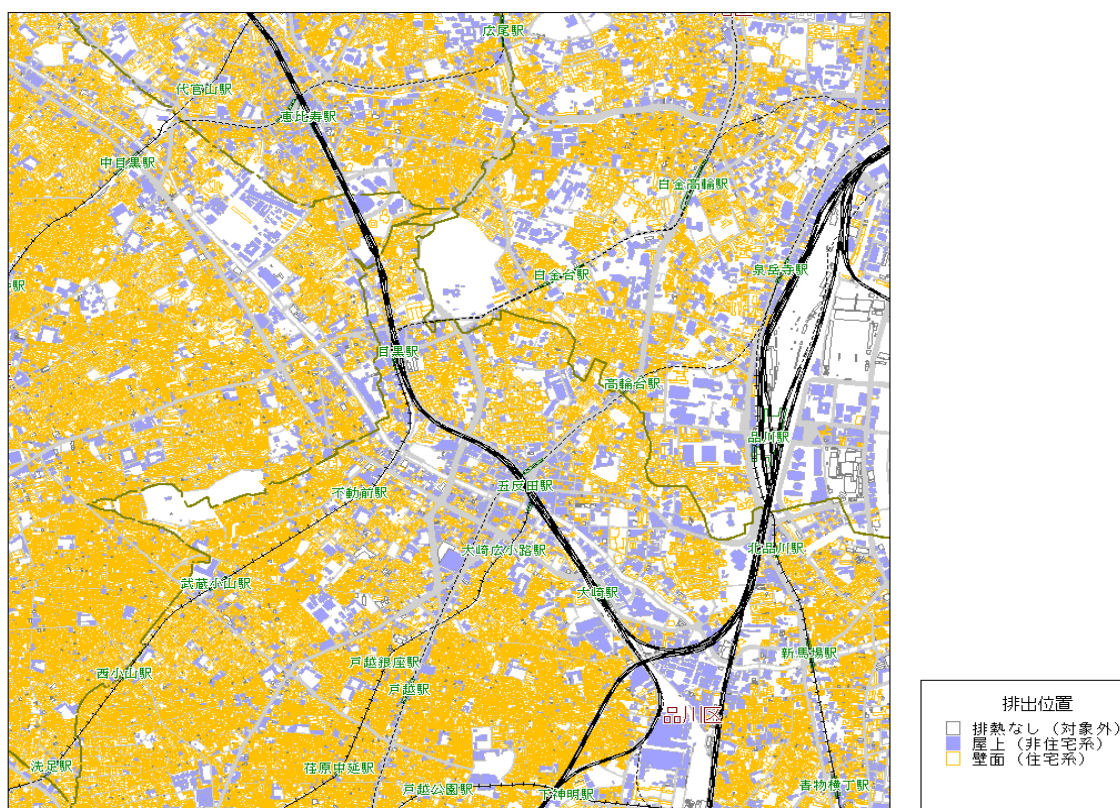 広尾駅
代官山駅
恵比寿駅
中目黒駅
白金高輪駅
白金台駅
泉岳寺駅
駅
目黒駅
高輪台駅
品川駅
五反田駅
不動前駅
大崎広小路駅
北品川駅
武蔵小山駅
大崎駅
新馬場駅
戸越銀座駅
西小山駅
戸越駅
品川区
洗足駅
荏原中延駅
戸越公園駅
下神明駅
青物横丁駅
排出位置
排熱なし（対象外）
屋上（非住宅系）
壁面（住宅系）